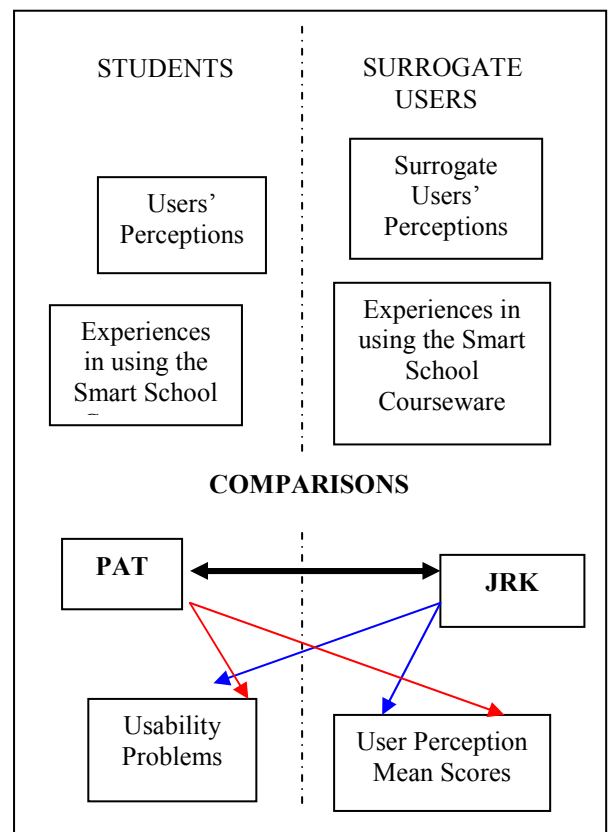 STUDENTS
SURROGATE
USERS
Users’
Perceptions
Surrogate
Users’
Perceptions
Experiences
in using the
Smart School
Experiences in
using the Smart
School
Courseware
COMPARISONS
PAT
JRK
Usability
Problems
User Perception
Mean Scores